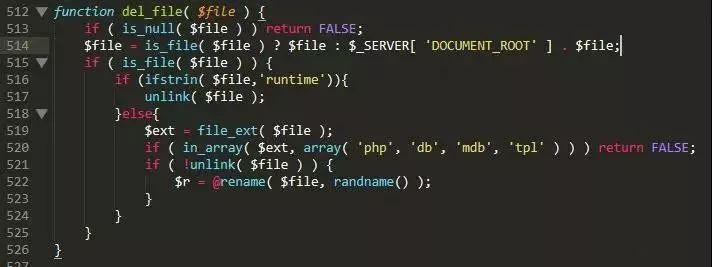 512 ▼ function del_file( $file ) {
513 if ( is_null( $file ) ) return FALSE;
514 $file = is_file( $file ) ? $file : $_SERVER[ 'DOCUMENT_ROOT' ] . $file;
515 ▼ if ( is_file( $file ) ) {
516 if (ifstrin( $file,'runtime')){
517 unlink( $file );
518 ▼ }else{
519 $ext = file_ext( $file );
520 if ( in_array( $ext, array( 'php', 'db', 'mdb', 'tpl' ) ) ) return FALSE;
521 if ( !unlink( $file ) ) {
522 $r = @rename( $file, randname() );
523 }
524 }
525 }
526 }
527